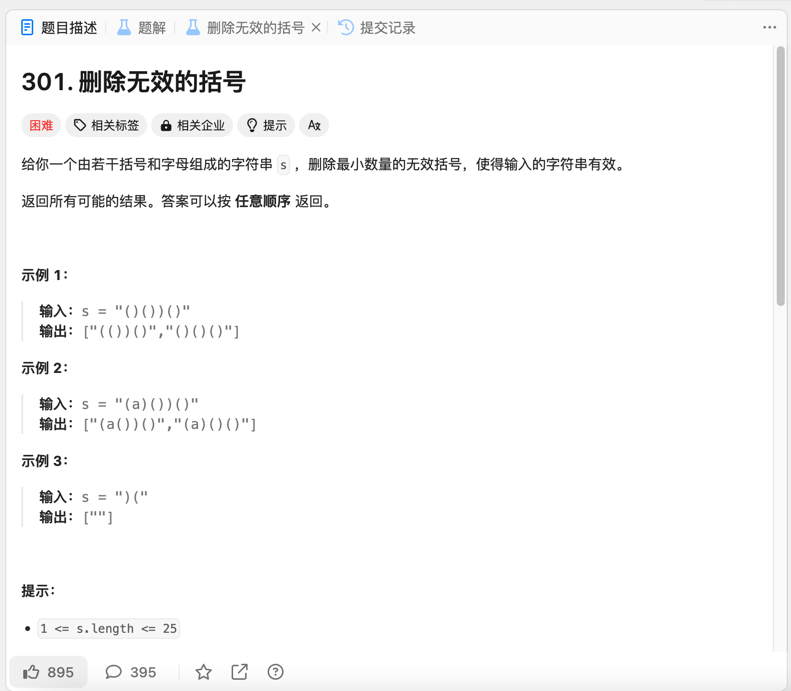 题目描述 题解 删除无效的括号 × 提交记录
301. 删除无效的括号
困难 相关标签 相关企业 提示 Az
给你一个由若干括号和字母组成的字符串 s ，删除最小数量的无效括号，使得输入的字符串有效。
返回所有可能的结果。答案可以按 任意顺序 返回。
示例 1：
输入：s = "()())()"
输出：["(())()","()()()"]
示例 2：
输入：s = "(a)())()"
输出：["(a())()","(a)()()"]
示例 3：
输入：s = ")("
输出：[""]
提示：
• 1 <= s.length <= 25
895 395